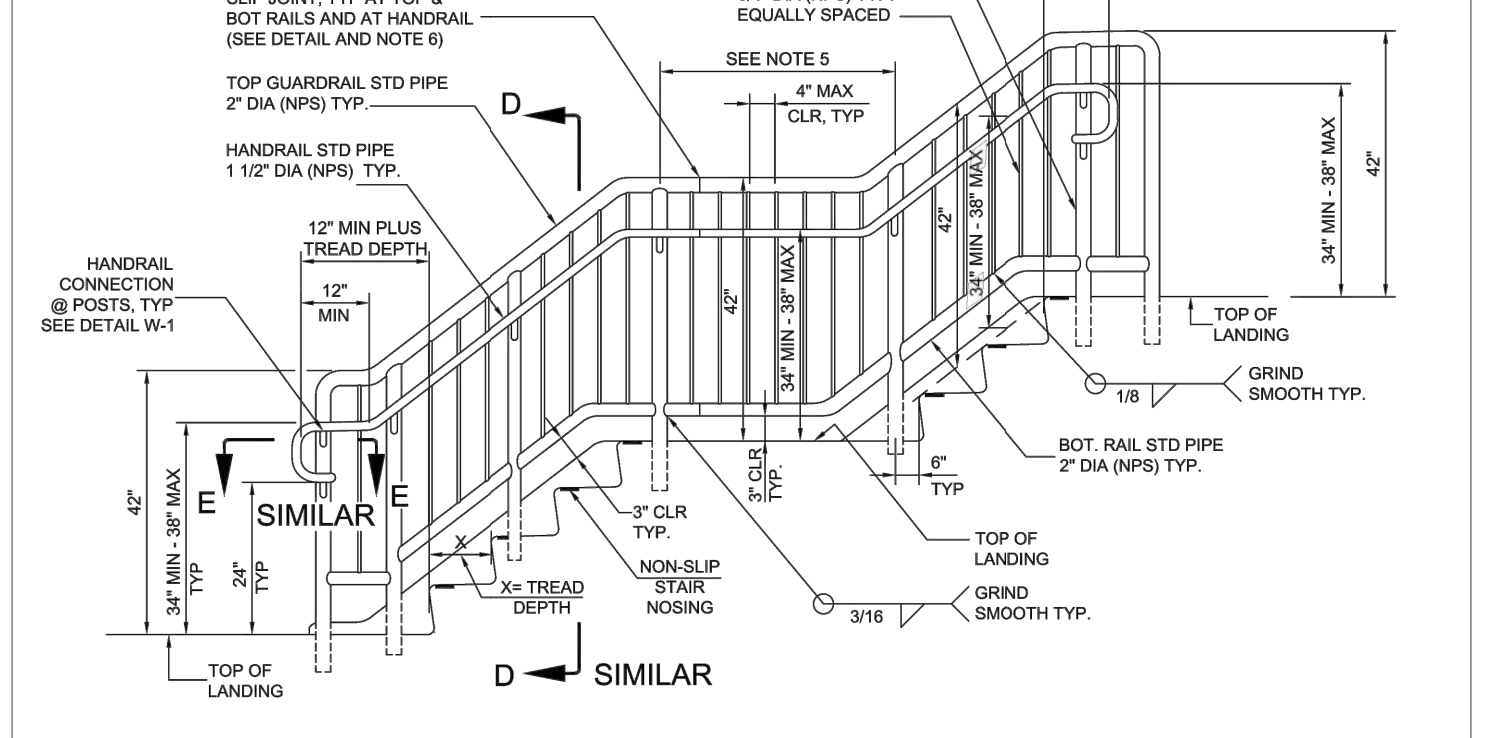 BOT RAILS AND AT HANDRAIL
(SEE DETAIL AND NOTE 6)
EQUALLY SPACED
SEE NOTE 5
TOP GUARDRAIL STD PIPE
2" DIA (NPS) TYP.
D
4" MAX
CLR, TYP
HANDRAIL STD PIPE
1 1/2" DIA (NPS) TYP.
34" MIN - 38" MAX
42"
42"
34" MIN - 38" MAX
12" MIN PLUS
TREAD DEPTH
HANDRAIL
CONNECTION
@ POSTS, TYP
SEE DETAIL W-1
12"
MIN
42"
34" MIN - 38" MAX
TOP OF
LANDING
GRIND
SMOOTH TYP.
1/8
BOT. RAIL STD PIPE
2" DIA (NPS) TYP.
3" CLR
TYP.
6"
TYP
42"
34" MIN - 38" MAX
TYP
24"
TYP
E
E
SIMILAR
3" CLR
TYP.
X
X= TREAD
DEPTH
NON-SLIP
STAIR
NOSING
TOP OF
LANDING
GRIND
SMOOTH TYP.
3/16
TOP OF
LANDING
D
SIMILAR